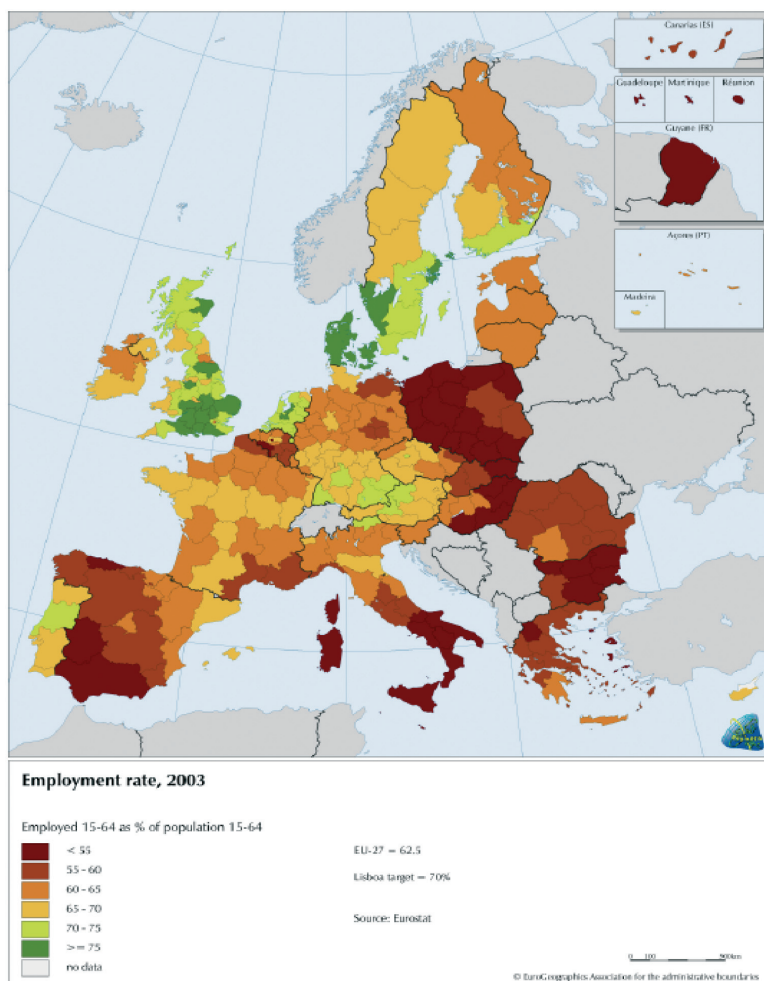 Canarias (ES)
Guadeloupe Martinique Réunion
Guyane (FR)
Açores (PT)
Madeira
Employment rate, 2003
Employed 15-64 as % of population 15-64
< 55
55 - 60
60 - 65
65 - 70
70 - 75
>= 75
no data
EU-27 = 62.5
Lisboa target = 70%
Source: Eurostat
0 100 500km
© EuroGeographics Association for the administrative boundaries